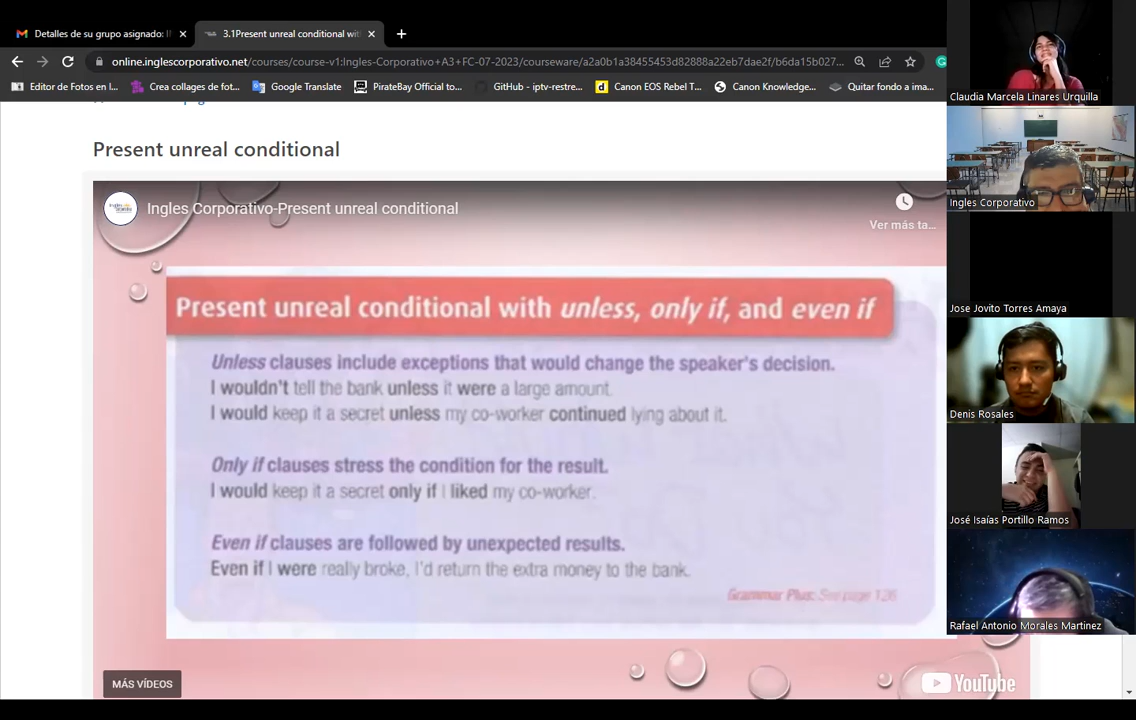 Detalles de su grupo asignado: I
3.1Present unreal conditional wit
online.inglescorporativo.net/courses/course-v1:Ingles-Corporativo+A3+FC-07-2023/courseware/a2a0b1a38455453d82888a22eb7dae2f/b6da15b027...
Editor de Fotos en l...
Crea collages de fot...
Google Translate
PirateBay Official to...
GitHub - iptv-restre...
Canon EOS Rebel T...
Canon Knowledge...
Quitar fondo a ima...
Present unreal conditional
Ingles Corporativo-Present unreal conditional
Ver más ta...
Present unreal conditional with unless, only if, and even if
Unless clauses include exceptions that would change the speaker's decision.
I wouldn't tell the bank unless it were a large amount.
I would keep it a secret unless my co-worker continued lying about it.
Only if clauses stress the condition for the result.
I would keep it a secret only if I liked my co-worker.
Even if clauses are followed by unexpected results.
Even if I were really broke, I'd return the extra money to the bank.
Grammar Plus: See page 126
MÁS VÍDEOS
YouTube
Claudia Marcela Linares Urquilla
Ingles Corporativo
Jose Jovito Torres Amaya
Denis Rosales
José Isaías Portillo Ramos
Rafael Antonio Morales Martinez